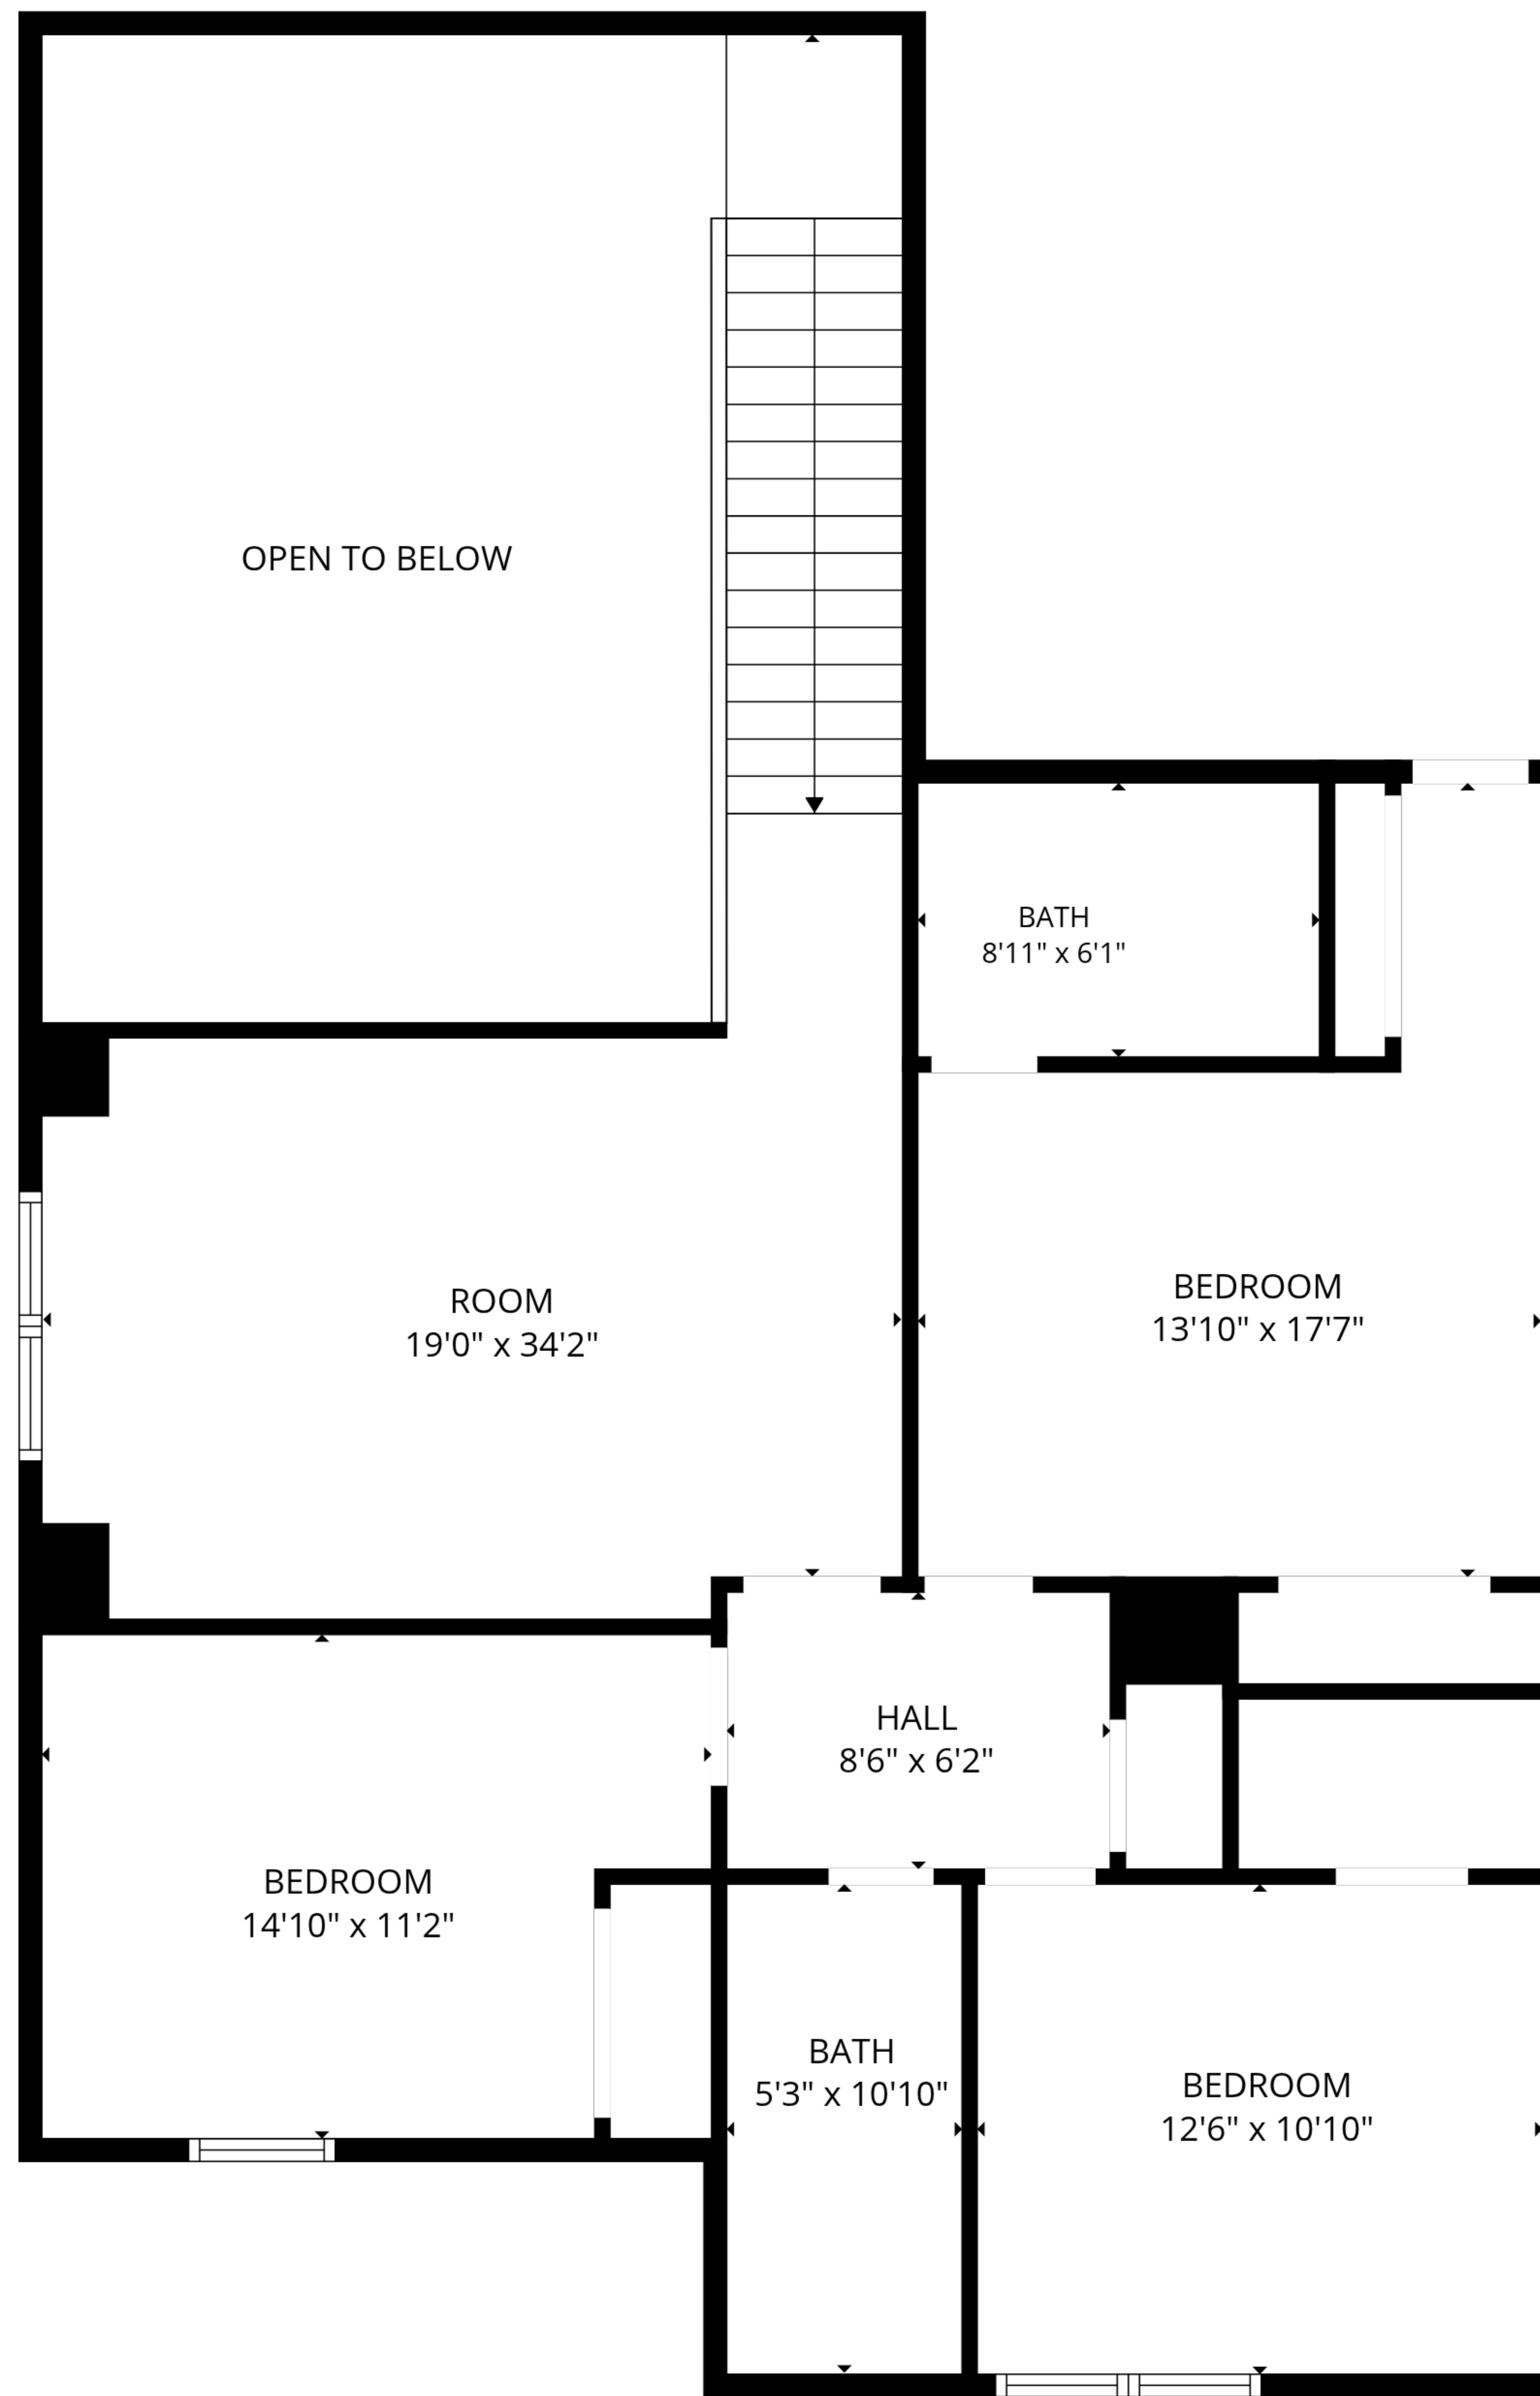 OPEN TO BELOW
BATH
8'11" x 6'1"
ROOM
19'0" x 34'2"
BEDROOM
13'10" x 17'7"
HALL
8'6" x 6'2"
BEDROOM
14'10" x 11'2"
BATH
5'3" x 10'10"
BEDROOM
12'6" x 10'10"